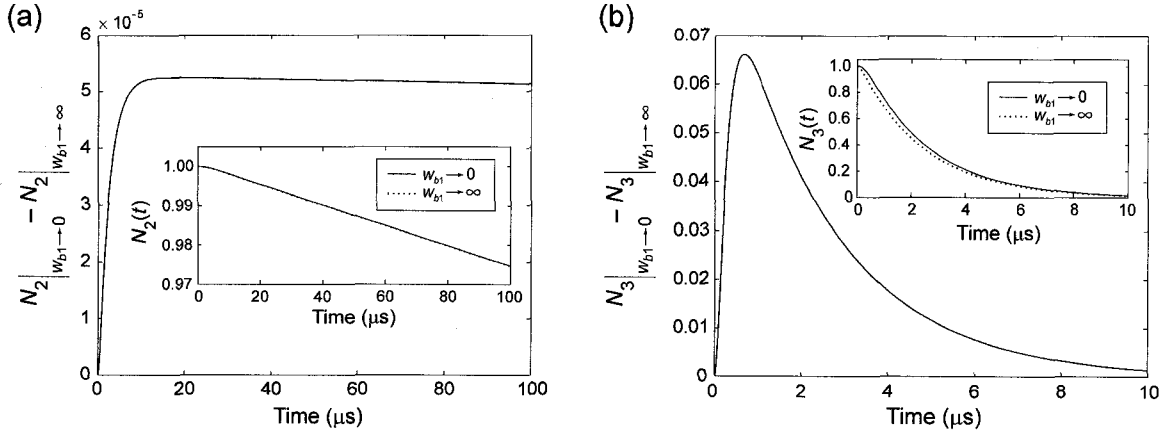 (a)
× 10⁻⁵
6
5
4
3
2
1
0
N₂|w_b1→0 − N₂|w_b1→∞
0 20 40 60 80 100
Time (μs)
1.00
0.99
0.98
0.97
N₂(t)
w_b1→0
w_b1→∞
0 20 40 60 80 100
Time (μs)
(b)
0.07
0.06
0.05
0.04
0.03
0.02
0.01
0
N₃|w_b1→0 − N₃|w_b1→∞
0 2 4 6 8 10
Time (μs)
1.0
0.8
0.6
0.4
0.2
0
N₃(t)
w_b1→0
w_b1→∞
0 2 4 6 8 10
Time (μs)